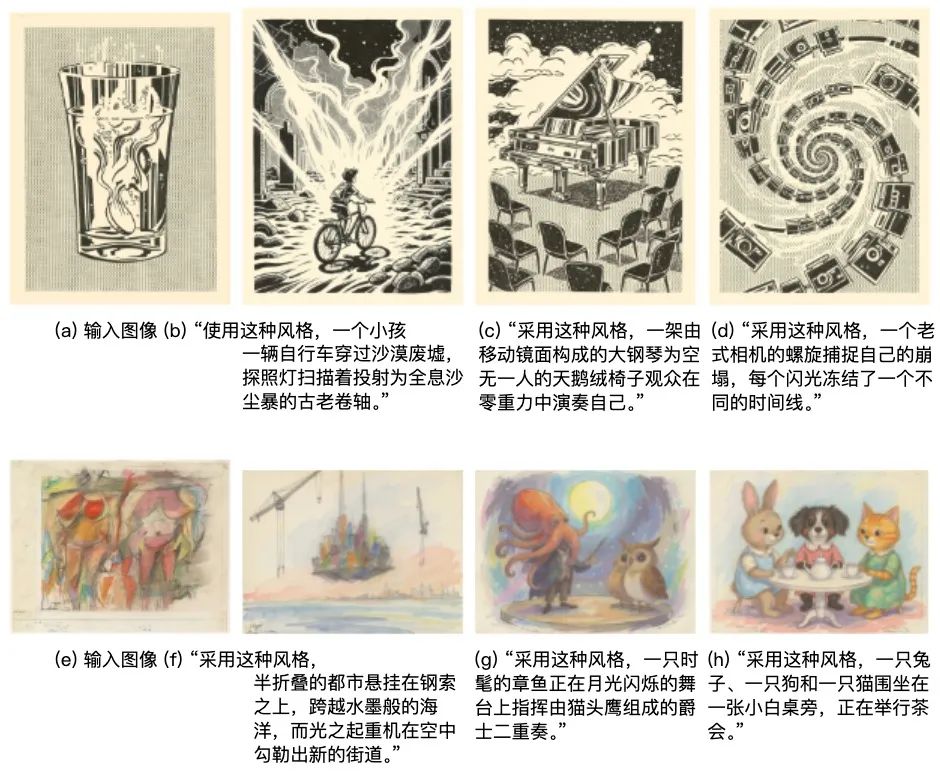 (a) 输入图像 (b) “使用这种风格，一个小孩
一辆自行车穿过沙漠废墟，
探照灯扫描着投射为全息沙
尘暴的古老卷轴。”
(c) “采用这种风格，一架由
移动镜面构成的大钢琴为空
无一人的天鹅绒椅子观众在
零重力中演奏自己。”
(d) “采用这种风格，一个老
式相机的螺旋捕捉自己的崩
塌，每个闪光冻结了一个不
同的时间线。”
(e) 输入图像 (f) “采用这种风格，
半折叠的都市悬挂在钢索
之上，跨越水墨般的海
洋，而光之起重机在空中
勾勒出新的街道。”
(g) “采用这种风格，一只时
髦的章鱼正在月光闪烁的舞
台上指挥由猫头鹰组成的爵
士二重奏。”
(h) “采用这种风格，一只兔
子、一只狗和一只猫围坐在
一张小白桌旁，正在举行茶
会。”